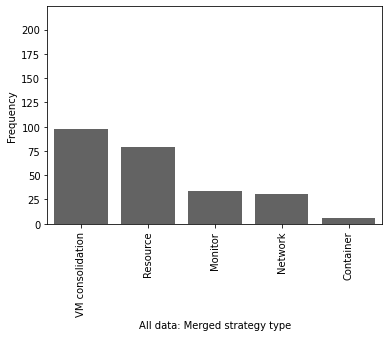 200
175
150
125
100
75
50
25
0
Frequency
VM consolidation
Resource
Monitor
Network
Container
All data: Merged strategy type